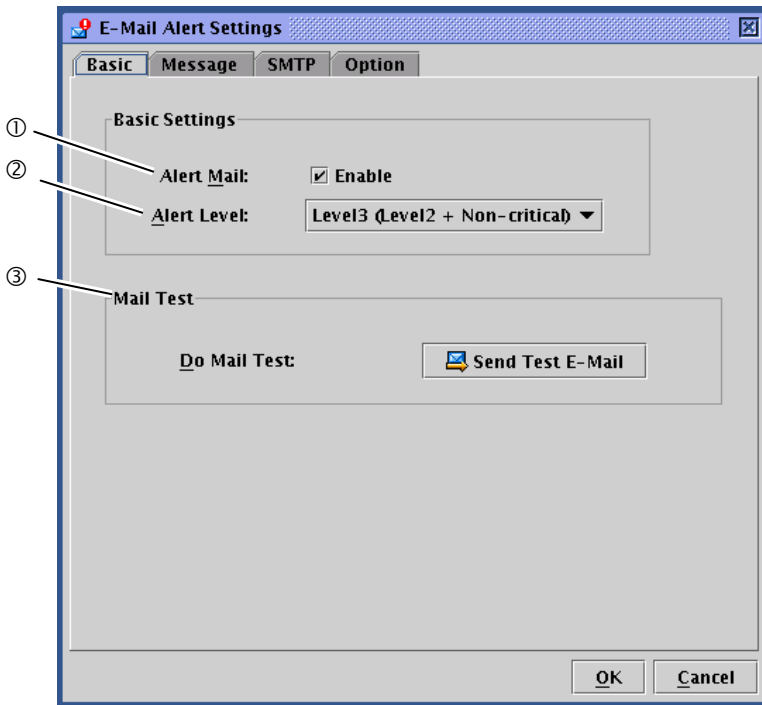 E-Mail Alert Settings
Basic Message SMTP Option
Basic Settings
① Alert Mail: Enable
② Alert Level: Level3 (Level2 + Non-critical)
③ Mail Test
Do Mail Test: Send Test E-Mail
OK Cancel